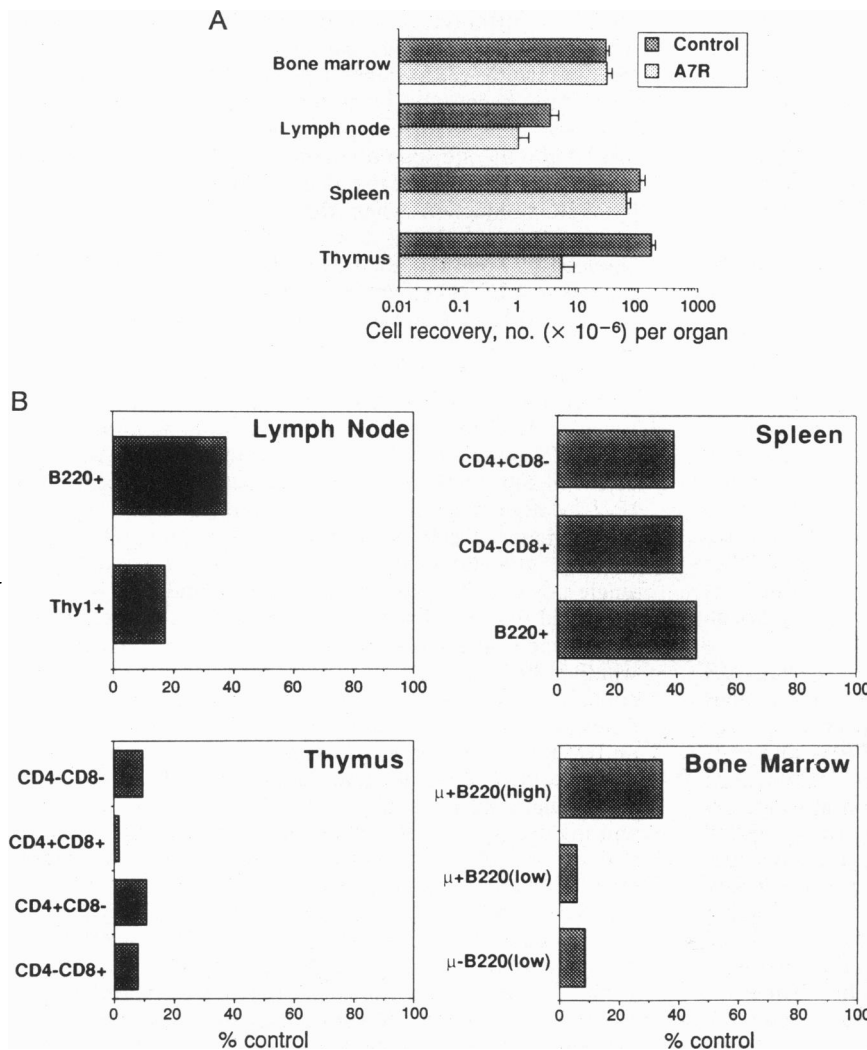 A
Control
A7R
Bone marrow
Lymph node
Spleen
Thymus
0.01 0.1 1 10 100 1000
Cell recovery, no. (× 10⁻⁶) per organ
B
Lymph Node
B220+
Thy1+
0 20 40 60 80 100
Spleen
CD4+CD8-
CD4-CD8+
B220+
0 20 40 60 80 100
Thymus
CD4-CD8-
CD4+CD8+
CD4+CD8-
CD4-CD8+
0 20 40 60 80 100
% control
Bone Marrow
μ+B220(high)
μ+B220(low)
μ-B220(low)
0 20 40 60 80 100
% control